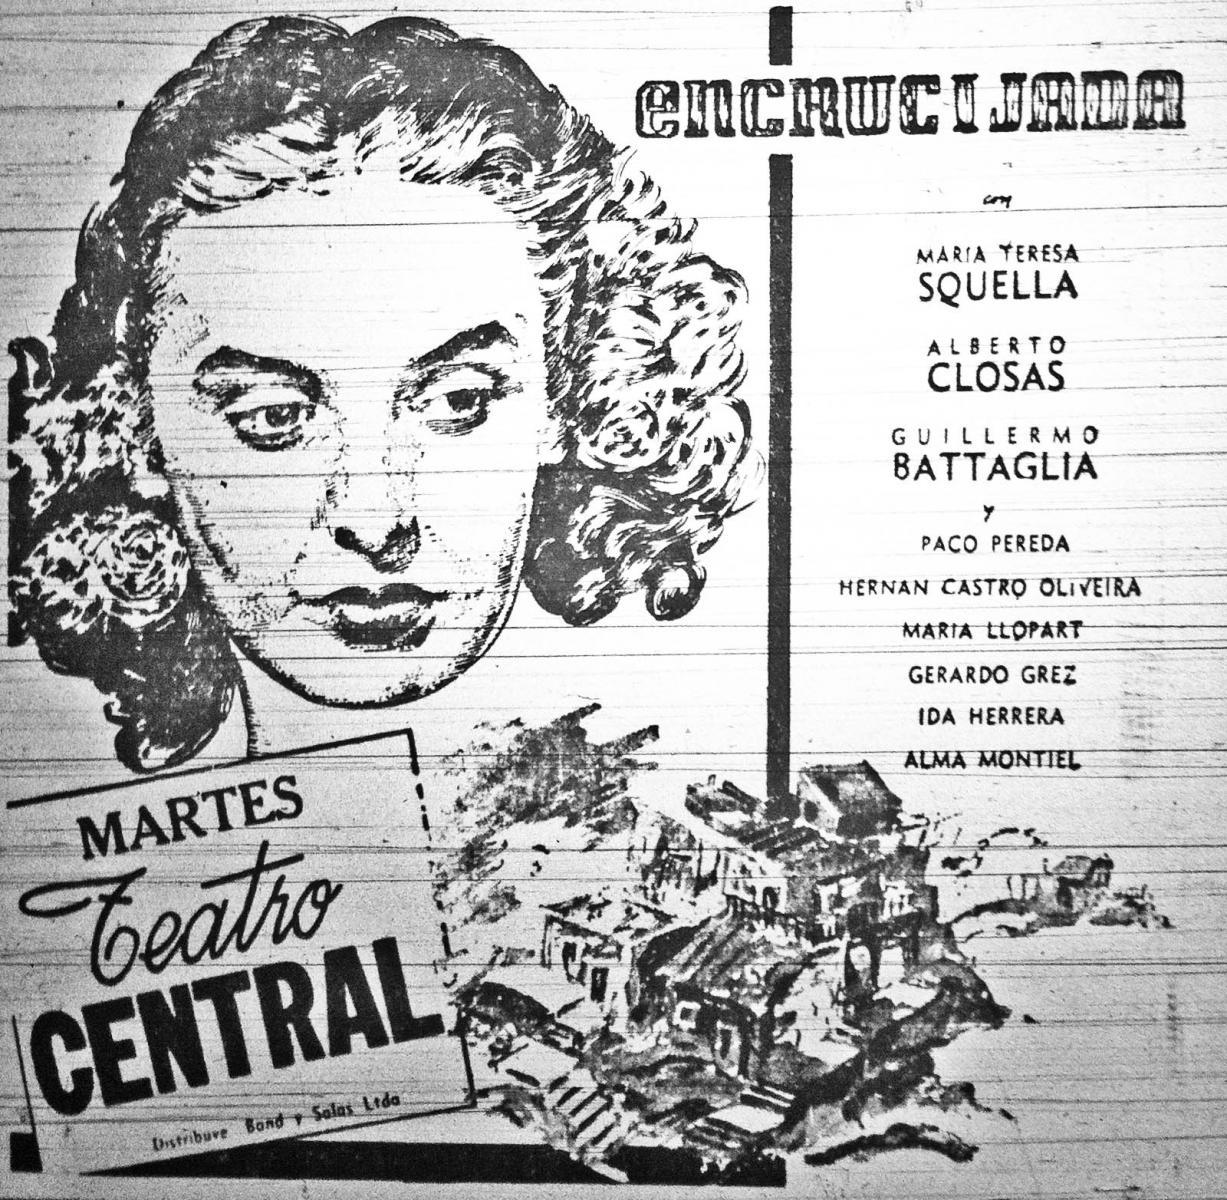 encrucijada
con
MARIA TERESA
SQUELLA
ALBERTO
CLOSAS
GUILLERMO
BATTAGLIA
y
PACO PEREDA
HERNAN CASTRO OLIVEIRA
MARIA LLOPART
GERARDO GREZ
IDA HERRERA
ALMA MONTIEL
MARTES
Teatro
CENTRAL
Distribuye Bond y Salas Ltda